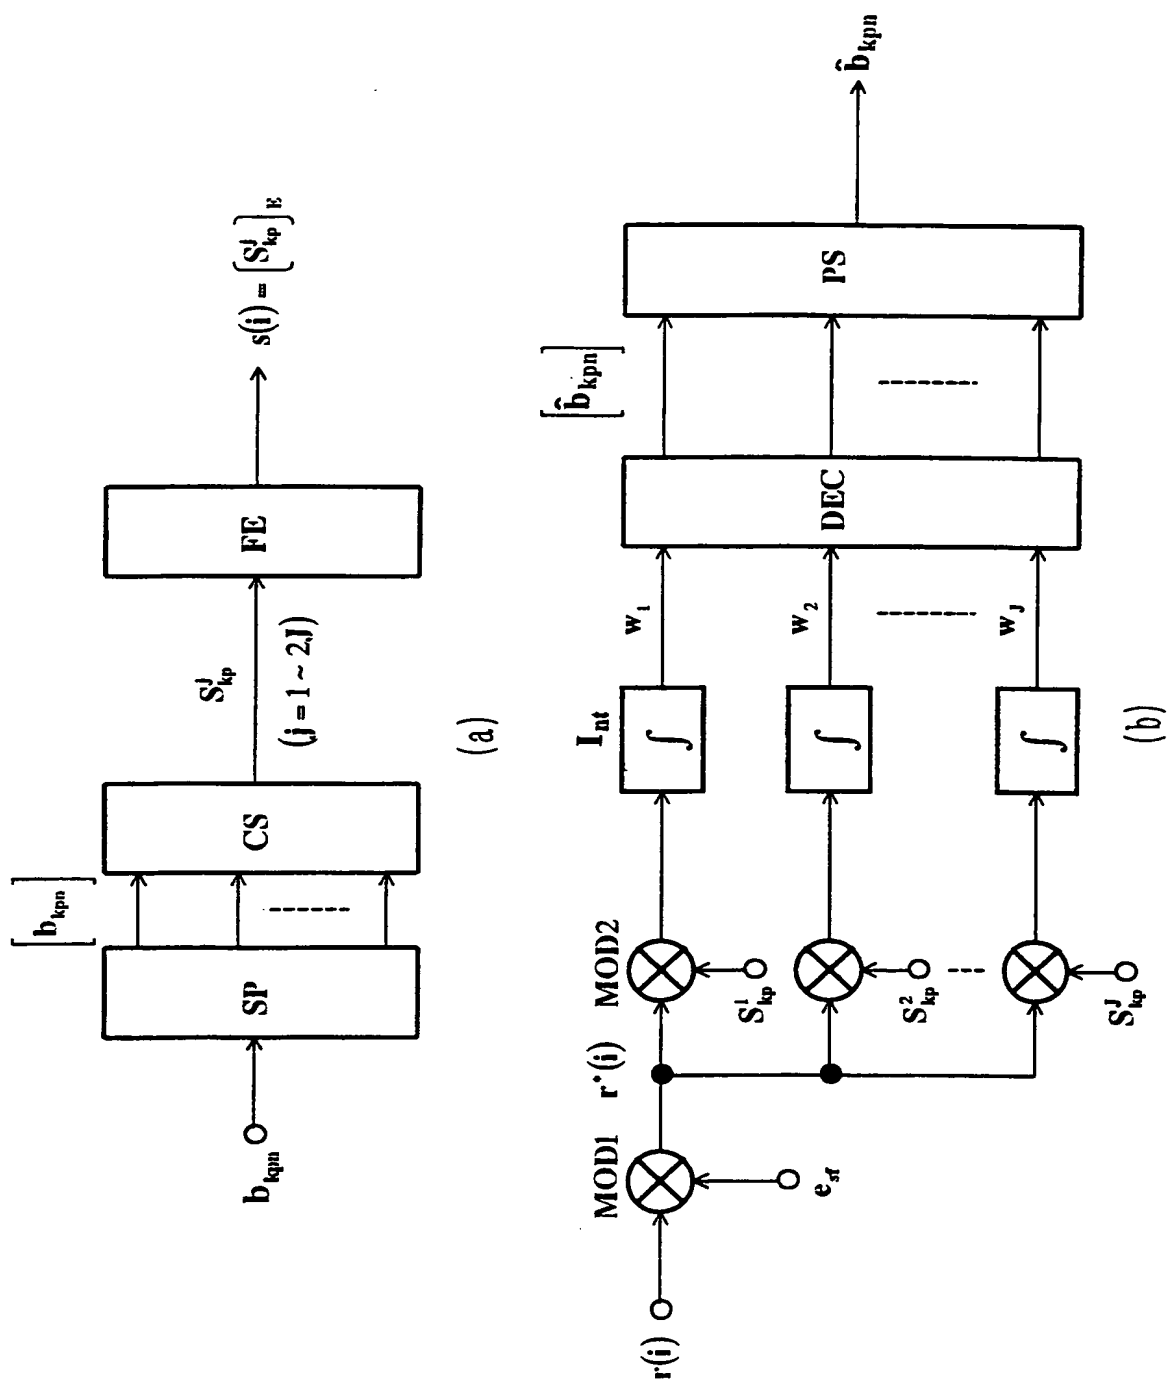 b_kpn
SP
[b_kpn]
CS
S^j_kp
(j = 1 ~ 2,J)
FE
s(i) = [S^j_kp]_E
(a)
r(i)
MOD1
e_sf
r*(i)
MOD2
S^1_kp
S^2_kp
S^J_kp
I_nt
∫
∫
∫
w_1
w_2
w_J
DEC
[b̂_kpn]
PS
b̂_kpn
(b)